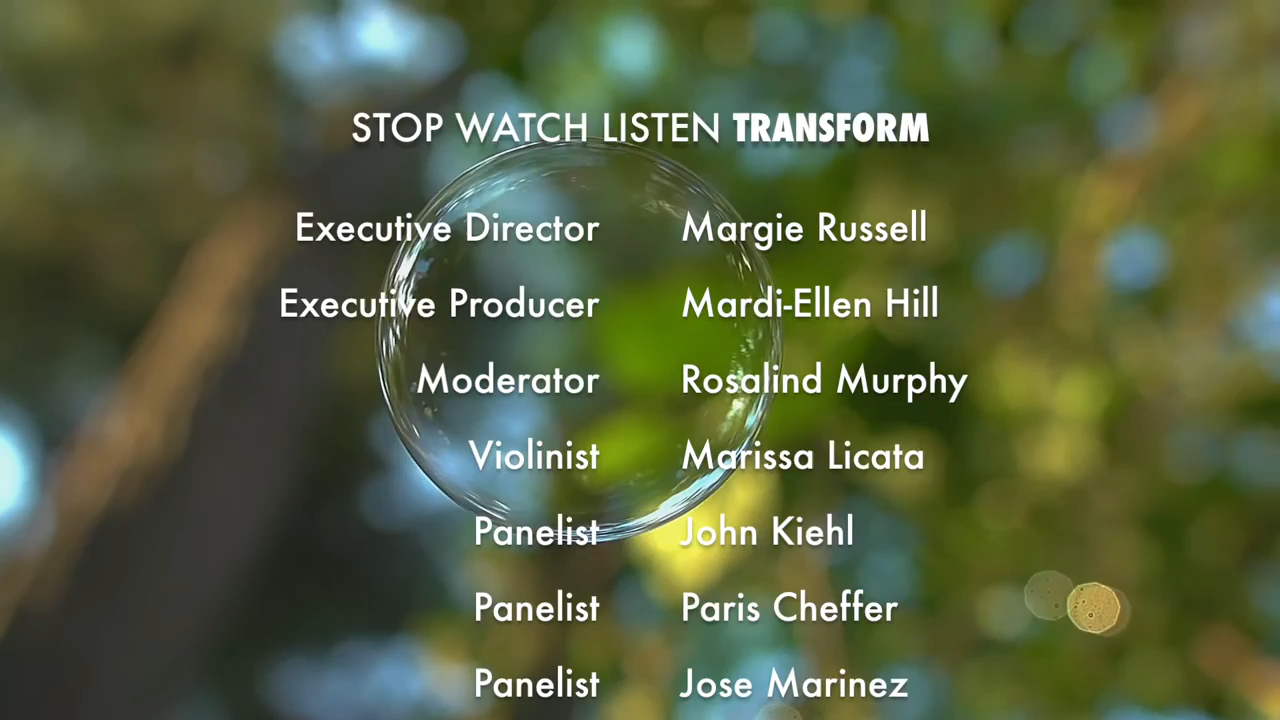 STOP WATCH LISTEN TRANSFORM
Executive Director Margie Russell
Executive Producer Mardi-Ellen Hill
Moderator Rosalind Murphy
Violinist Marissa Licata
Panelist John Kiehl
Panelist Paris Cheffer
Panelist Jose Marinez